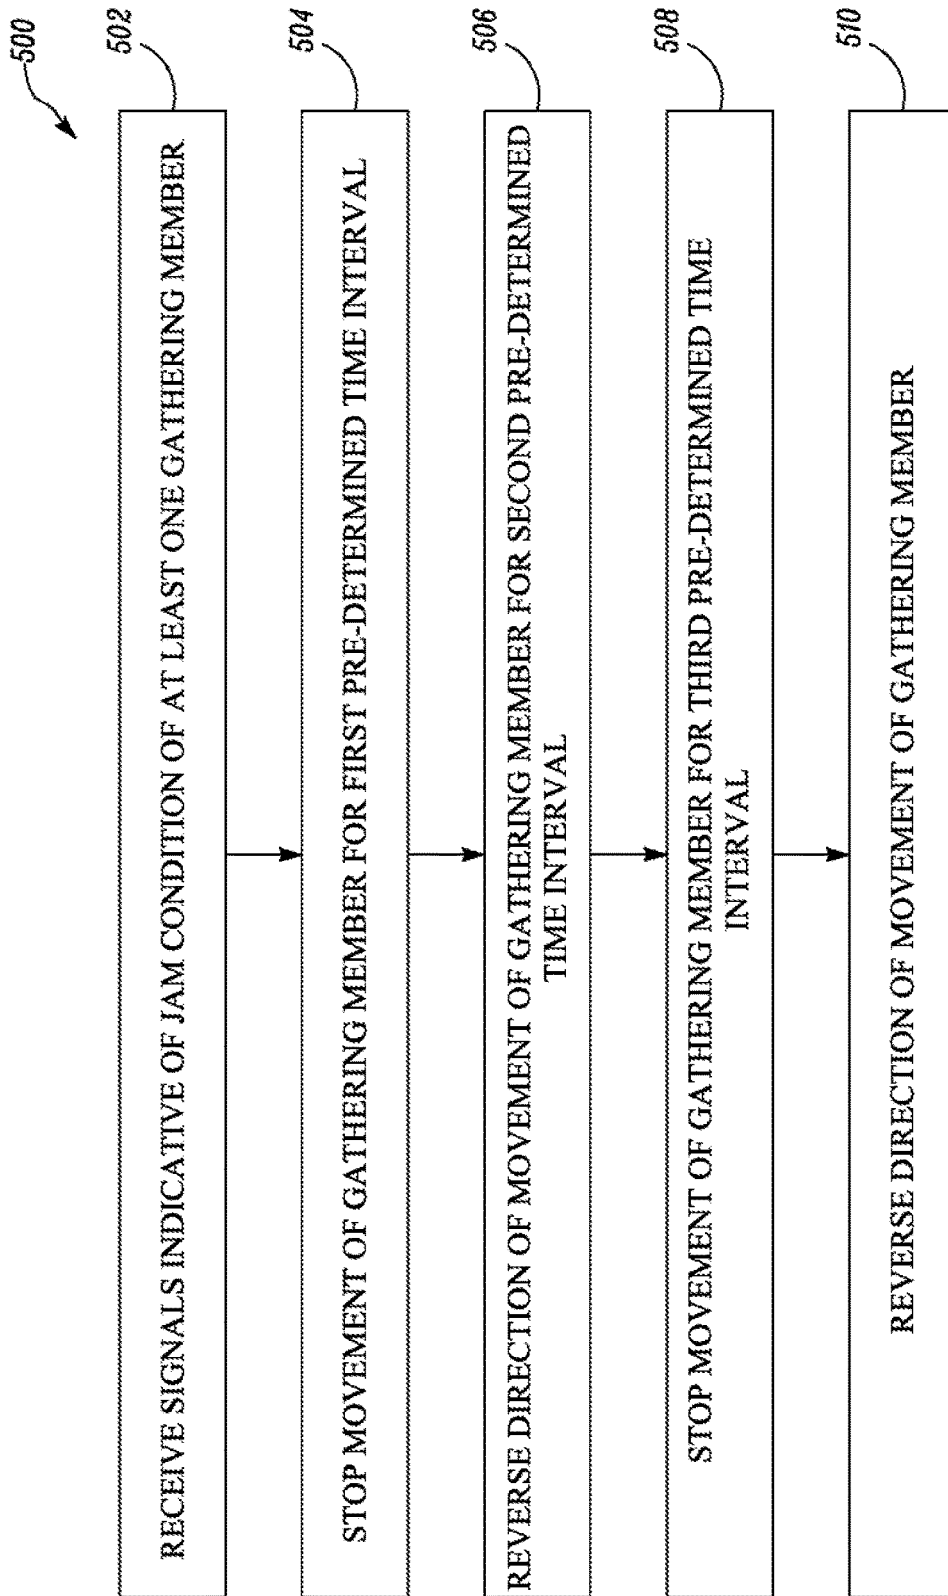 500
502
RECEIVE SIGNALS INDICATIVE OF JAM CONDITION OF AT LEAST ONE GATHERING MEMBER
504
STOP MOVEMENT OF GATHERING MEMBER FOR FIRST PRE-DETERMINED TIME INTERVAL
506
REVERSE DIRECTION OF MOVEMENT OF GATHERING MEMBER FOR SECOND PRE-DETERMINED
TIME INTERVAL
508
STOP MOVEMENT OF GATHERING MEMBER FOR THIRD PRE-DETERMINED TIME
INTERVAL
510
REVERSE DIRECTION OF MOVEMENT OF GATHERING MEMBER